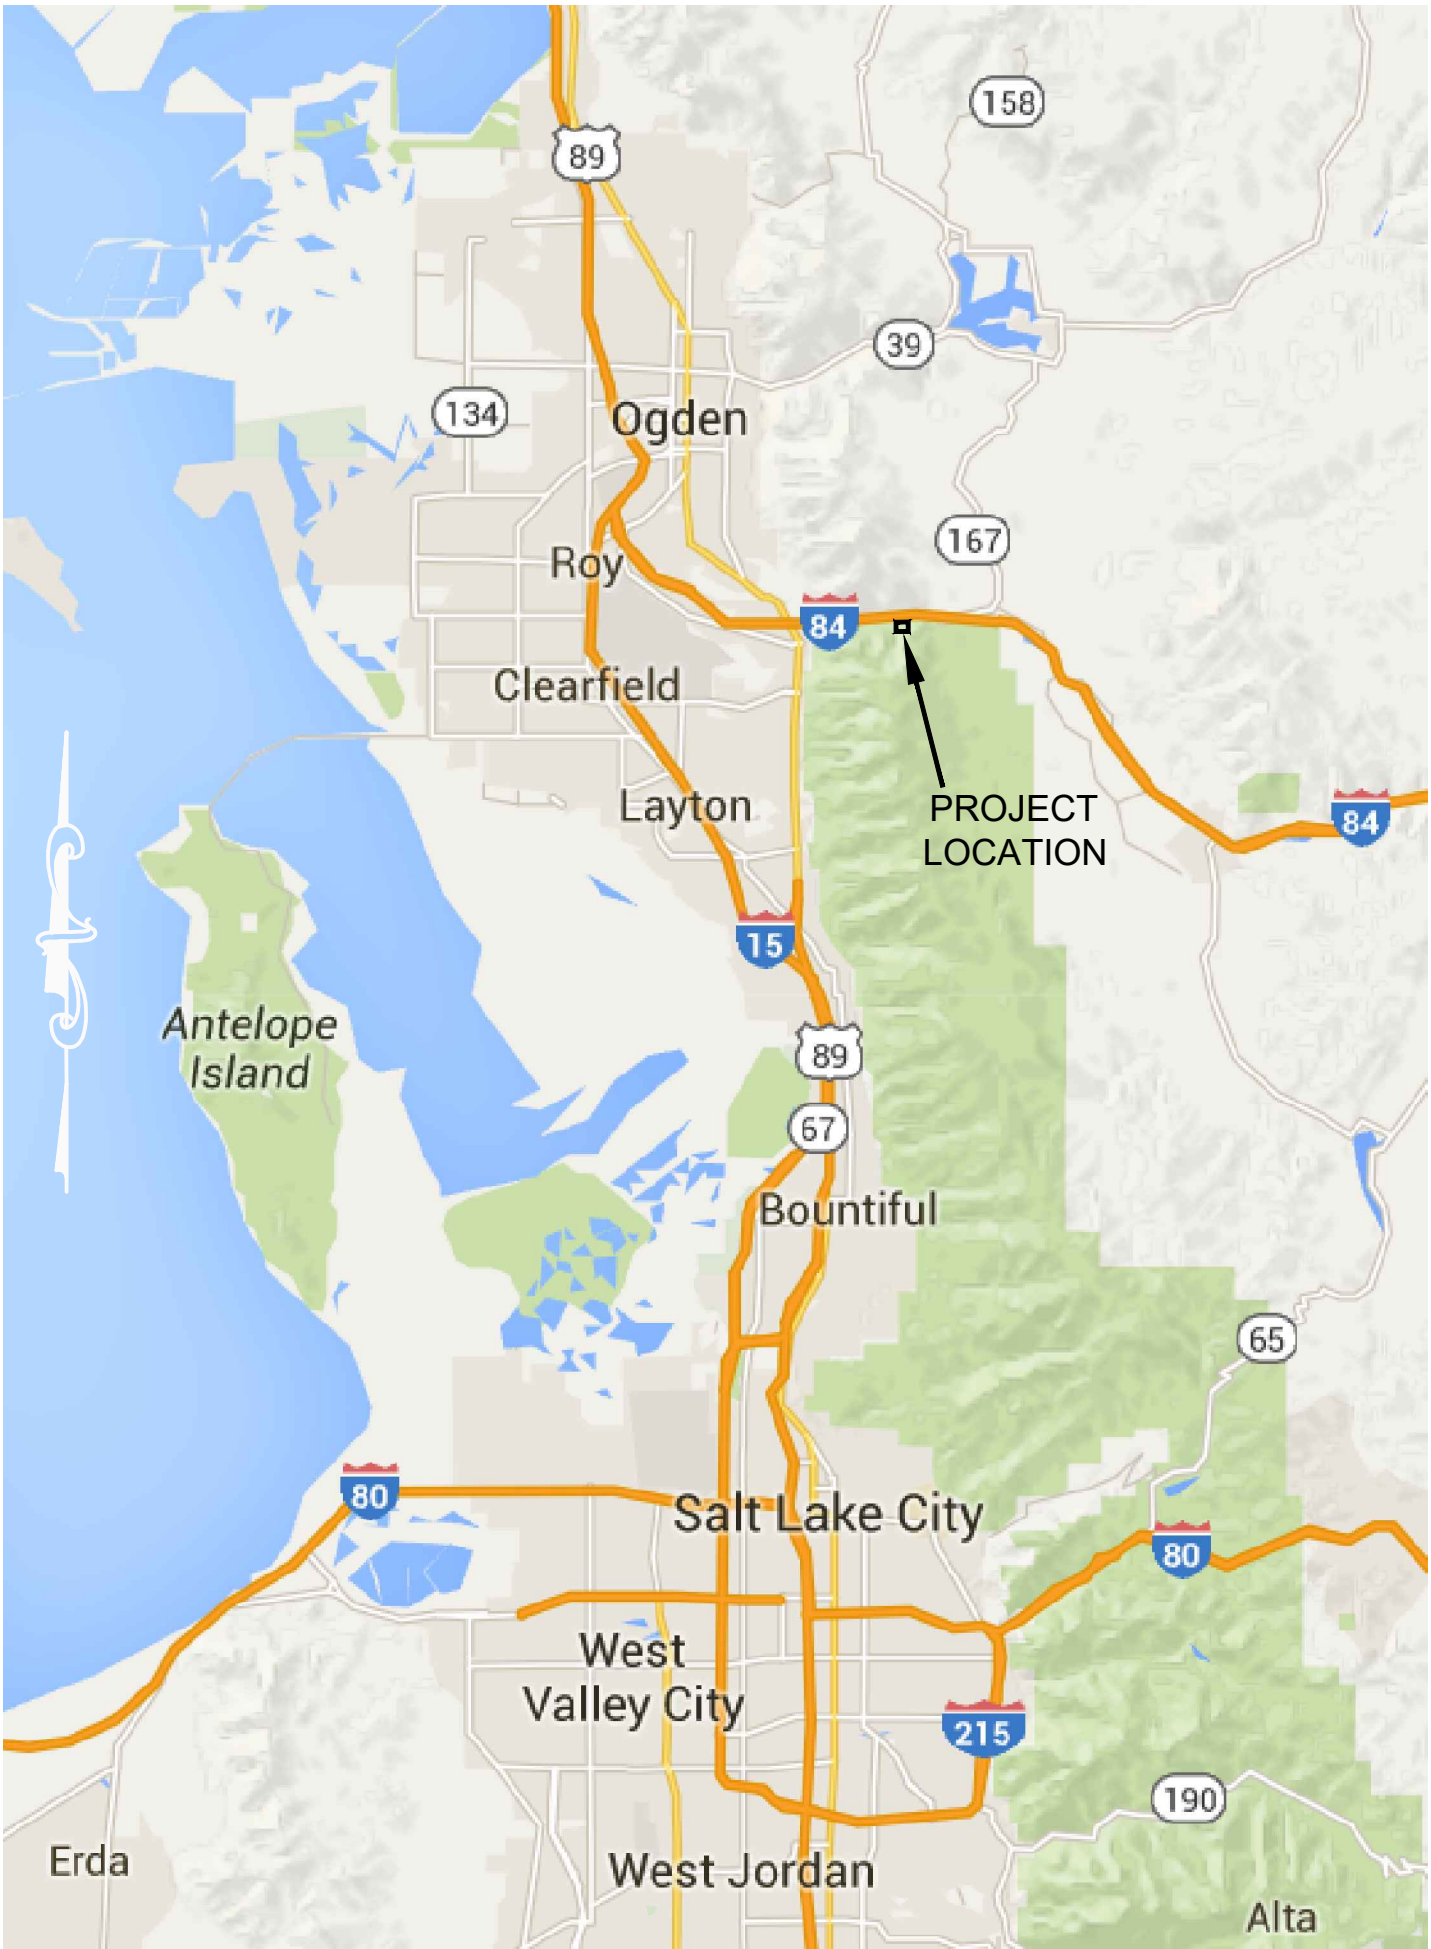 158
89
39
134
Ogden
167
Roy
84
Clearfield
PROJECT
LOCATION
Layton
84
15
Antelope
Island
89
67
Bountiful
65
80
Salt Lake City
80
West
Valley City
215
190
Erda
West Jordan
Alta